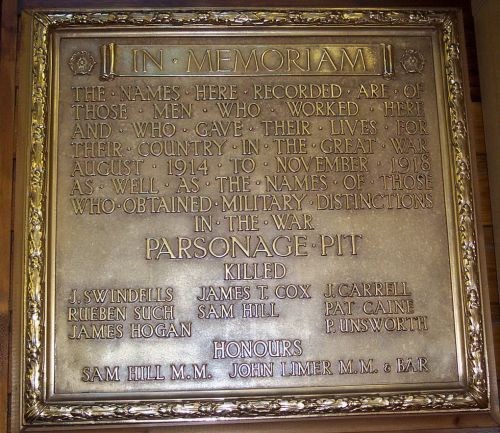 IN · MEMORIAM
THE · NAMES · HERE · RECORDED · ARE · OF
THOSE · MEN · WHO · WORKED · HERE
AND · WHO · GAVE · THEIR · LIVES · FOR
THEIR · COUNTRY · IN · THE · GREAT · WAR
AUGUST · 1914 · TO · NOVEMBER · 1918
AS · WELL · AS · THE · NAMES · OF · THOSE
WHO · OBTAINED · MILITARY · DISTINCTIONS
IN · THE · WAR
PARSONAGE · PIT
KILLED
J. SWINDELLS JAMES T. COX J. CARRELL
RUEBEN SUCH SAM HILL PAT CAINE
JAMES HOGAN P. UNSWORTH
HONOURS
SAM HILL M.M. JOHN LIMER M.M. & BAR